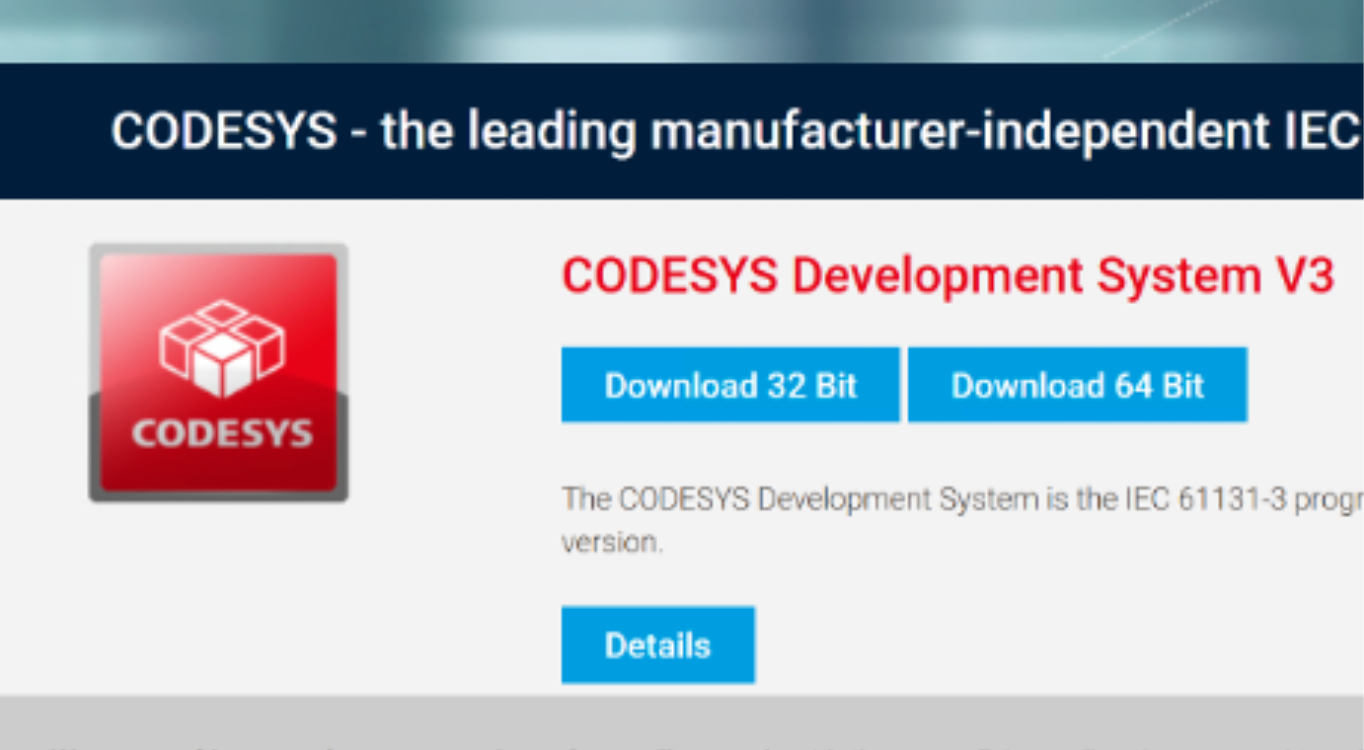 CODESYS - the leading manufacturer-independent IEC
CODESYS
CODESYS Development System V3
Download 32 Bit
Download 64 Bit
The CODESYS Development System is the IEC 61131-3 progr
version.
Details